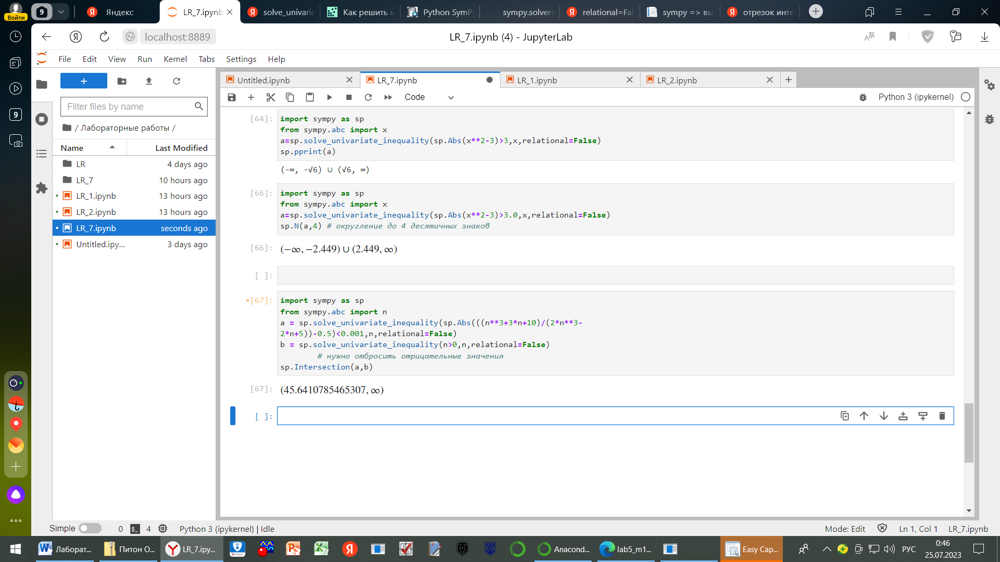 Войти
9
Яндекс
LR_7.ipynb
solve_univaria
Как решить
Python SymP
sympy.solvers
relational=Fal
sympy => вы
отрезок инте
localhost:8889
LR_7.ipynb (4) - JupyterLab
File Edit View Run Kernel Tabs Settings Help
9
Filter files by name
/ Лабораторные работы /
Name Last Modified
LR 4 days ago
LR_7 10 hours ago
LR_1.ipynb 13 hours ago
LR_2.ipynb 13 hours ago
LR_7.ipynb seconds ago
Untitled.ipy... 3 days ago
Untitled.ipynb LR_7.ipynb LR_1.ipynb LR_2.ipynb
Code Python 3 (ipykernel)
[64]: import sympy as sp
from sympy.abc import x
a=sp.solve_univariate_inequality(sp.Abs(x**2-3)>3,x,relational=False)
sp.pprint(a)
(-∞, -√6) ∪ (√6, ∞)
[66]: import sympy as sp
from sympy.abc import x
a=sp.solve_univariate_inequality(sp.Abs(x**2-3)>3.0,x,relational=False)
sp.N(a,4) # округление до 4 десятичных знаков
[66]: (−∞, −2.449) ∪ (2.449, ∞)
[ ]:
•[67]: import sympy as sp
from sympy.abc import n
a = sp.solve_univariate_inequality(sp.Abs(((n**3+3*n+10)/(2*n**3-
2*n+5))-0.5)<0.001,n,relational=False)
b = sp.solve_univariate_inequality(n>0,n,relational=False)
# нужно отбросить отрицательные значения
sp.Intersection(a,b)
[67]: (45.6410785465307, ∞)
[ ]:
Simple 0 $_ 4 Python 3 (ipykernel) | Idle Mode: Edit Ln 1, Col 1 LR_7.ipynb
Лаборат... Питон О... LR_7.ipy... Anacond... lab5_m1... Easy Cap... РУС 0:46
25.07.2023